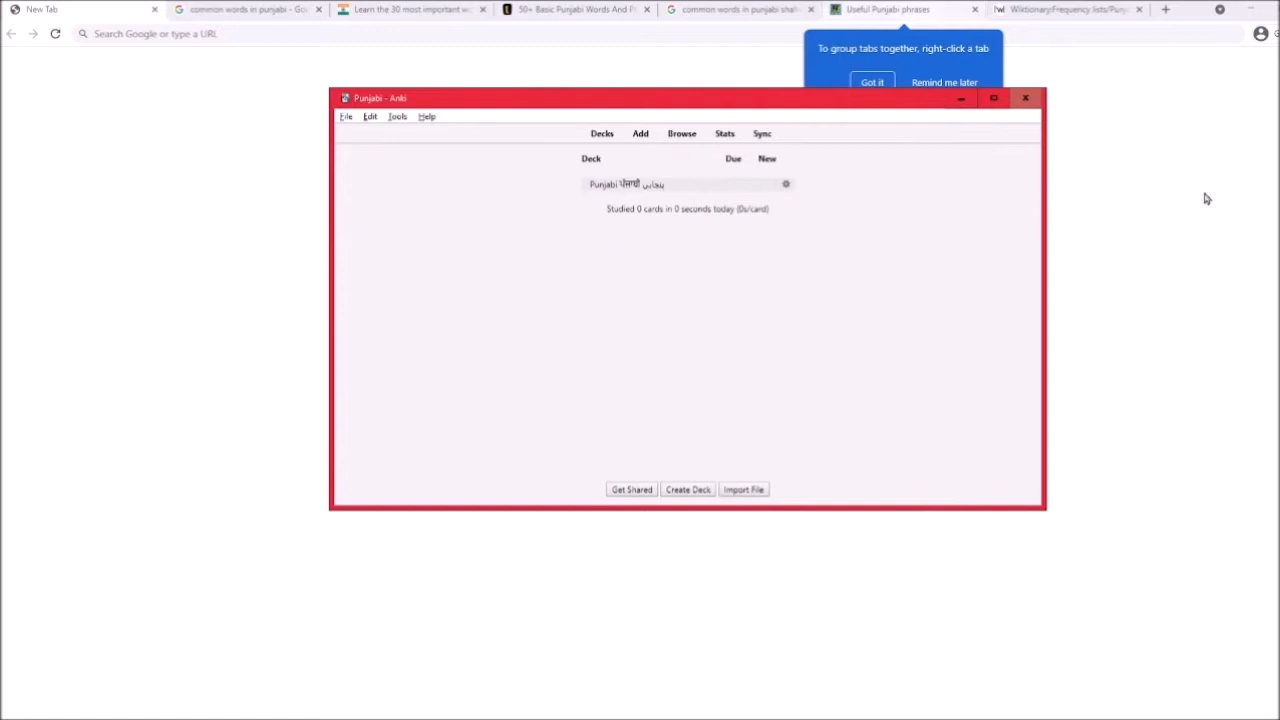 New Tab
common words in punjabi - Go
Learn the 30 most important w
50+ Basic Punjabi Words And P
common words in punjabi shah
Useful Punjabi phrases
Wiktionary:Frequency lists/Punj
Search Google or type a URL
To group tabs together, right-click a tab
Got it Remind me later
Punjabi - Anki
File Edit Tools Help
Decks Add Browse Stats Sync
Deck Due New
Punjabi ਪੰਜਾਬੀ پنجابی
Studied 0 cards in 0 seconds today (0s/card)
Get Shared Create Deck Import File